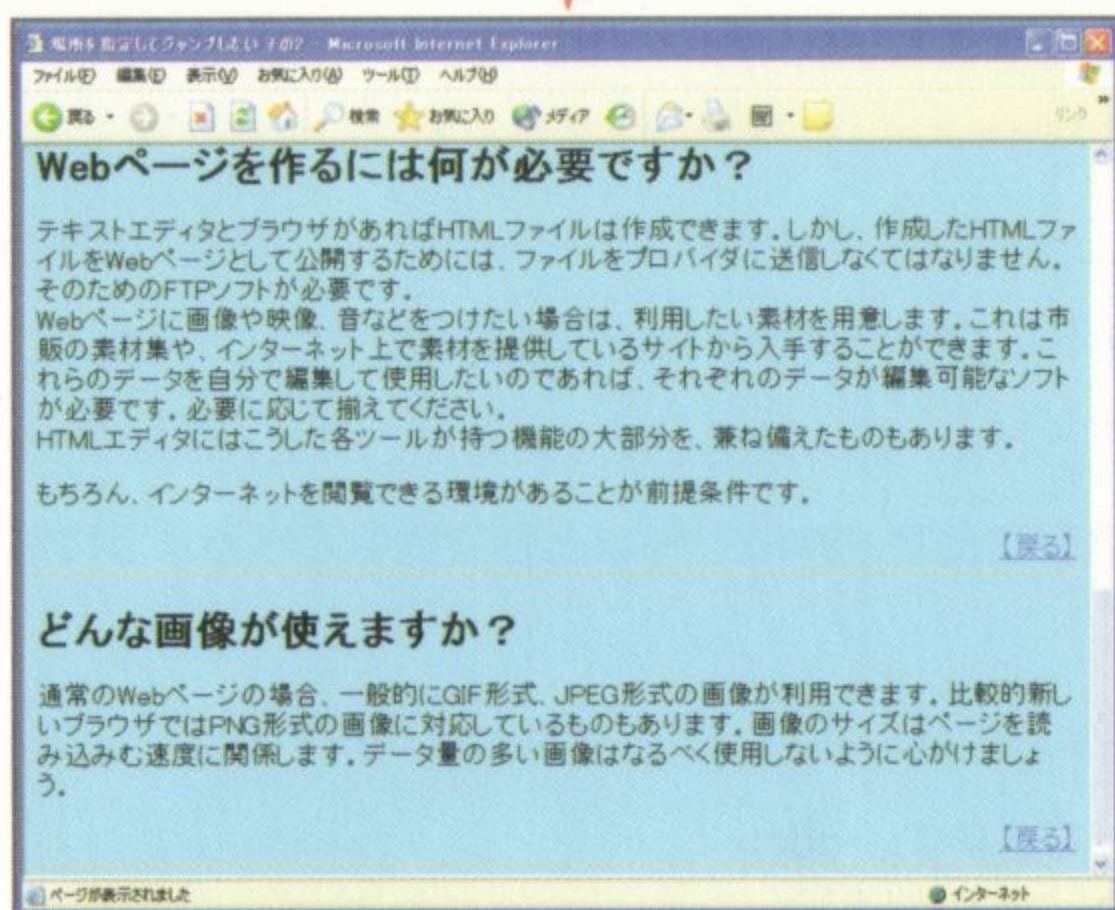 場所を指定してジャンプしたい その2 - Microsoft Internet Explorer
ファイル(F) 編集(E) 表示(V) お気に入り(A) ツール(T) ヘルプ(H)
戻る 検索 お気に入り メディア リンク
Webページを作るには何が必要ですか？
テキストエディタとブラウザがあればHTMLファイルは作成できます。しかし、作成したHTMLファ
イルをWebページとして公開するためには、ファイルをプロバイダに送信しなくてはなりません。
そのためのFTPソフトが必要です。
Webページに画像や映像、音などをつけたい場合は、利用したい素材を用意します。これは市
販の素材集や、インターネット上で素材を提供しているサイトから入手することができます。こ
れらのデータを自分で編集して使用したいのであれば、それぞれのデータが編集可能なソフト
が必要です。必要に応じて揃えてください。
HTMLエディタにはこうした各ツールが持つ機能の大部分を、兼ね備えたものもあります。
もちろん、インターネットを閲覧できる環境があることが前提条件です。
【戻る】
どんな画像が使えますか？
通常のWebページの場合、一般的にGIF形式、JPEG形式の画像が利用できます。比較的新し
いブラウザではPNG形式の画像に対応しているものもあります。画像のサイズはページを読
み込みむ速度に関係します。データ量の多い画像はなるべく使用しないように心がけましょ
う。
【戻る】
ページが表示されました インターネット